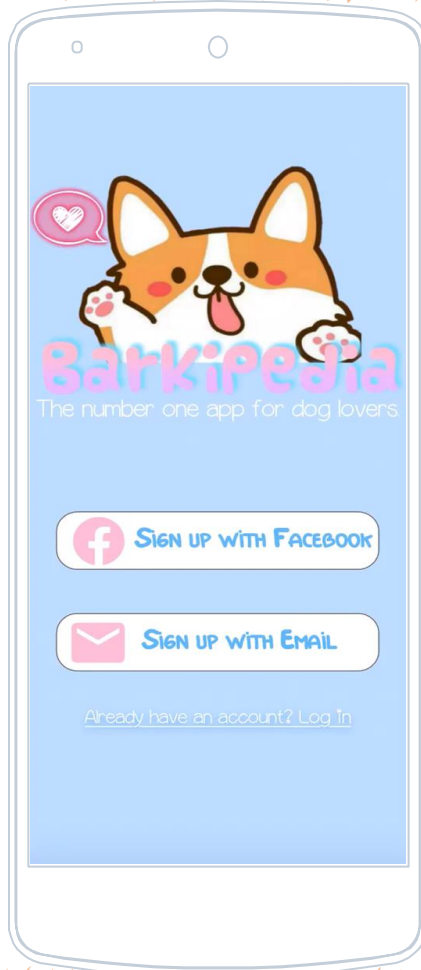 Barkipedia
The number one app for dog lovers
Sign up with Facebook
Sign up with Email
Already have an account? Log in